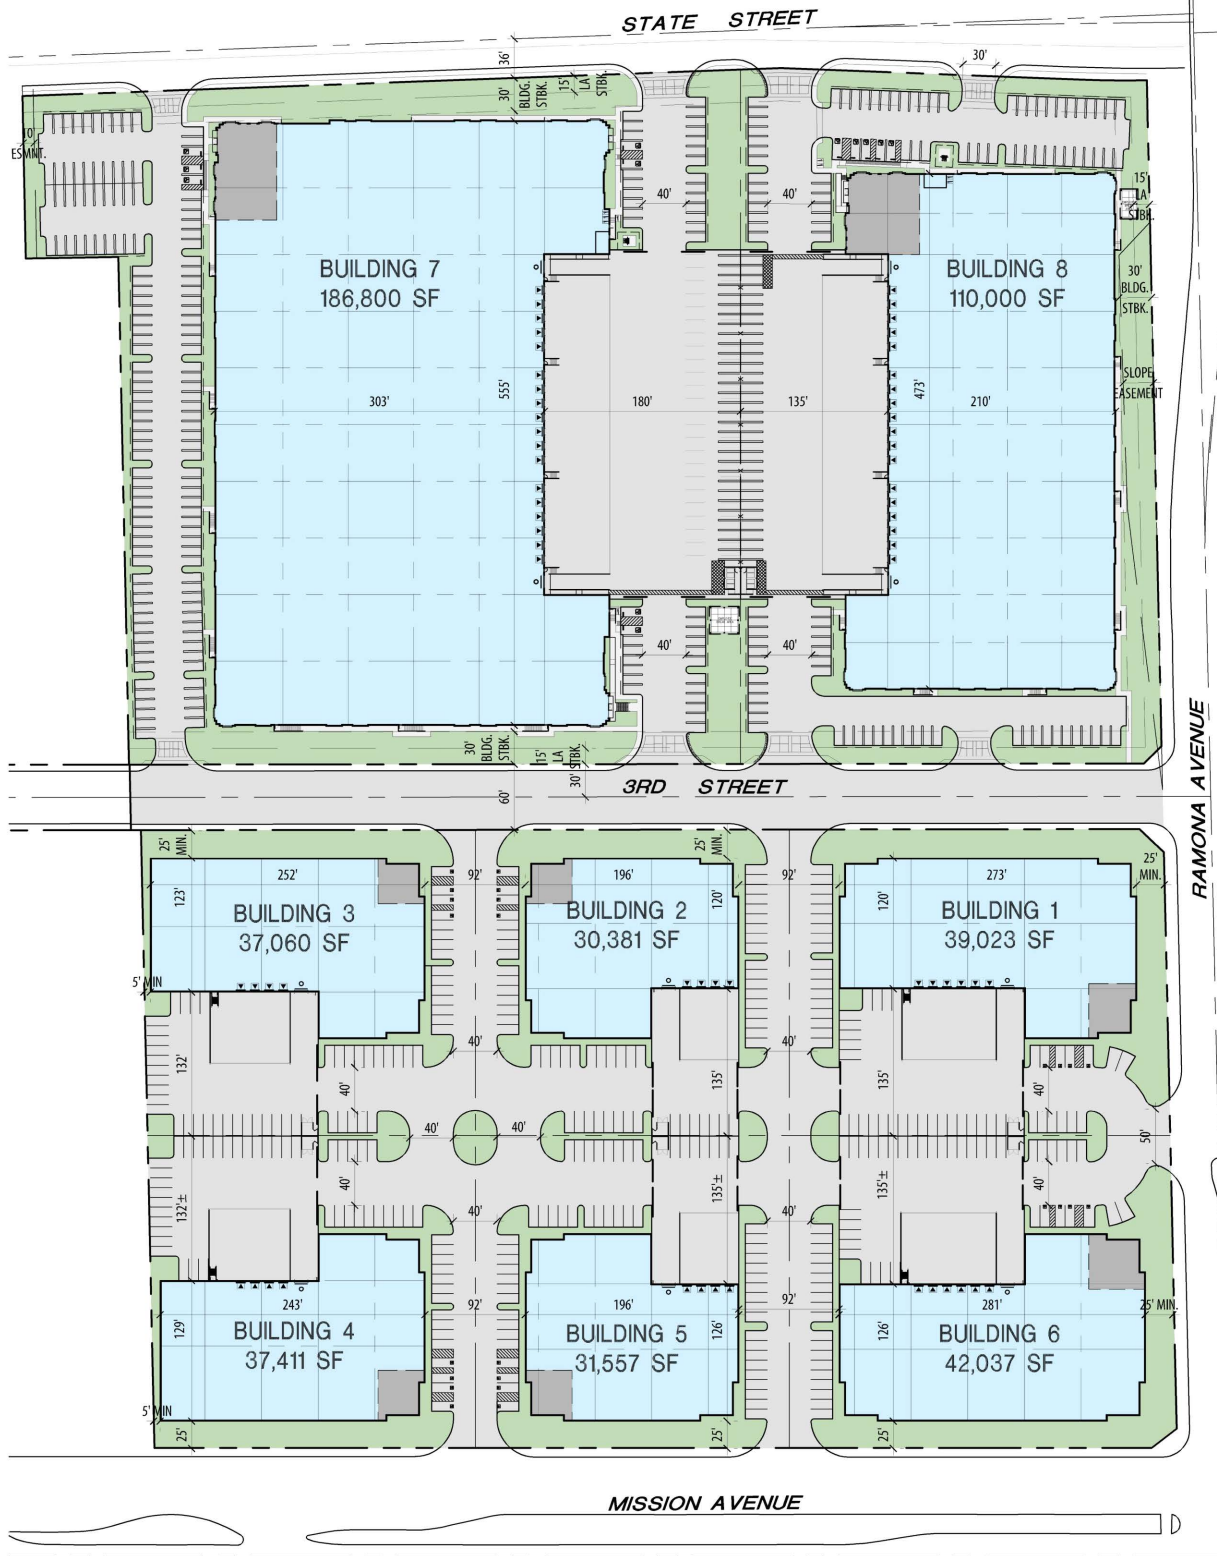 STATE STREET
36'
30'
15'
LA
STBK.
30'
BLDG.
STBK.
10'
ESMNT.
40'
40'
15'
LA
STBK.
BUILDING 7
186,800 SF
BUILDING 8
110,000 SF
30'
BLDG.
STBK.
SLOPE
EASEMENT
303'
555'
180'
135'
473'
210'
40'
40'
30'
BLDG.
STBK.
15'
LA
STBK.
30'
60'
3RD STREET
RAMONA AVENUE
25'
MIN.
25'
MIN.
25'
MIN.
252'
92'
196'
92'
273'
123'
120'
120'
BUILDING 3
37,060 SF
BUILDING 2
30,381 SF
BUILDING 1
39,023 SF
5' MIN
132'
40'
40'
40'
135'
135'
40'
40'
40'
50'
132'±
40'
40'
40'
135'±
135'±
40'
243'
92'
196'
92'
281'
25' MIN.
129'
126'
126'
BUILDING 4
37,411 SF
BUILDING 5
31,557 SF
BUILDING 6
42,037 SF
5' MIN
25'
25'
25'
MISSION AVENUE